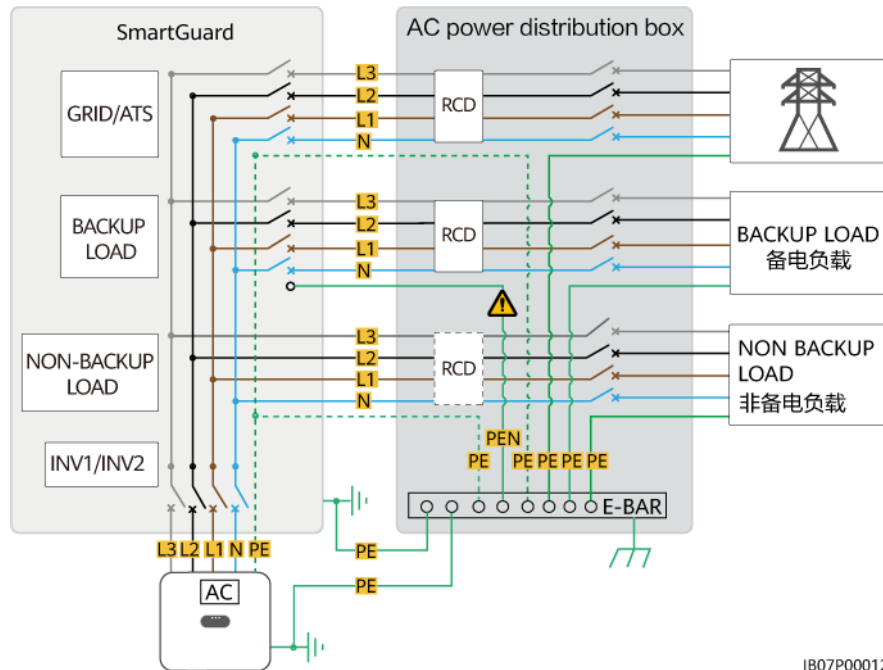 SmartGuard
AC power distribution box
GRID/ATS
L3
L2
L1
N
RCD
BACKUP
LOAD
L3
L2
L1
N
RCD
BACKUP LOAD
备电负载
NON-BACKUP
LOAD
L3
L2
L1
N
RCD
NON BACKUP
LOAD
非备电负载
INV1/INV2
PEN
PE
PE
PE
PE
PE
E-BAR
L3
L2
L1
N
PE
PE
PE
AC
IB07P00012